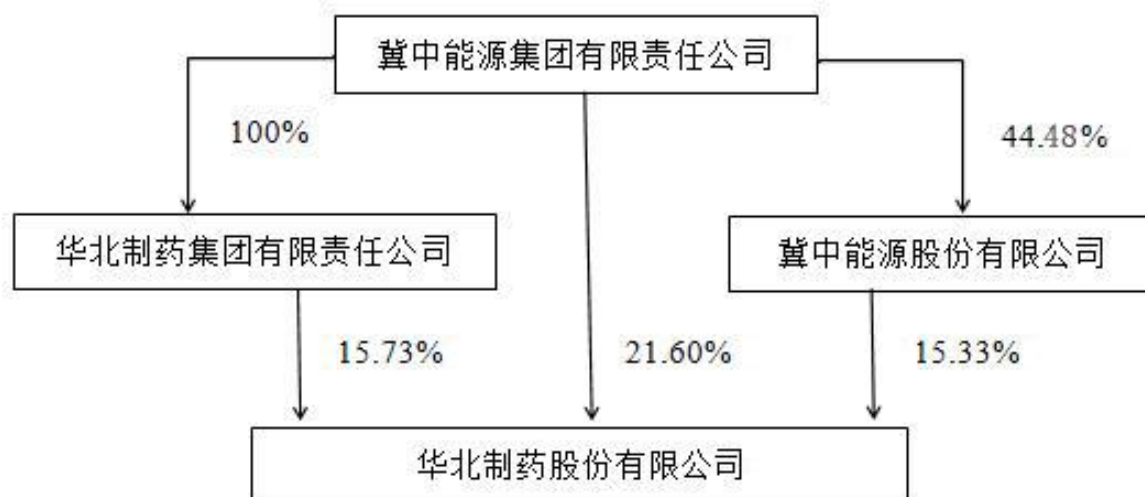 冀中能源集团有限责任公司
100%
44.48%
华北制药集团有限责任公司
冀中能源股份有限公司
15.73%
21.60%
15.33%
华北制药股份有限公司